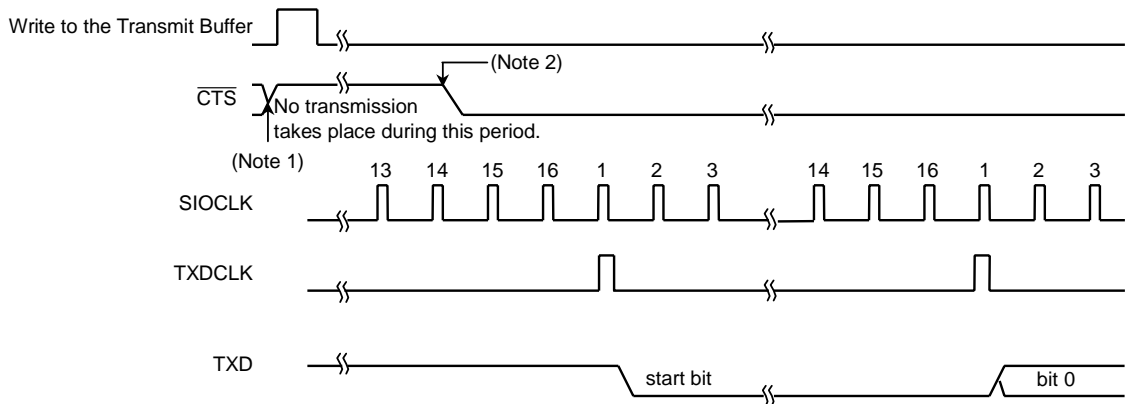 Write to the Transmit Buffer
(Note 2)
CTS
No transmission
takes place during this period.
(Note 1)
13 14 15 16 1 2 3 14 15 16 1 2 3
SIOCLK
TXDCLK
TXD
start bit
bit 0